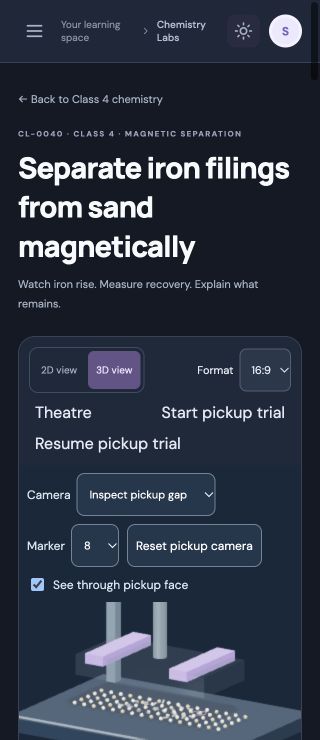 Your learning space › Chemistry Labs
S
← Back to Class 4 chemistry
CL-0040 · CLASS 4 · MAGNETIC SEPARATION
Separate iron filings
from sand
magnetically
Watch iron rise. Measure recovery. Explain what
remains.
2D view 3D view Format 16:9
Theatre Start pickup trial
Resume pickup trial
Camera Inspect pickup gap
Marker 8 Reset pickup camera
See through pickup face